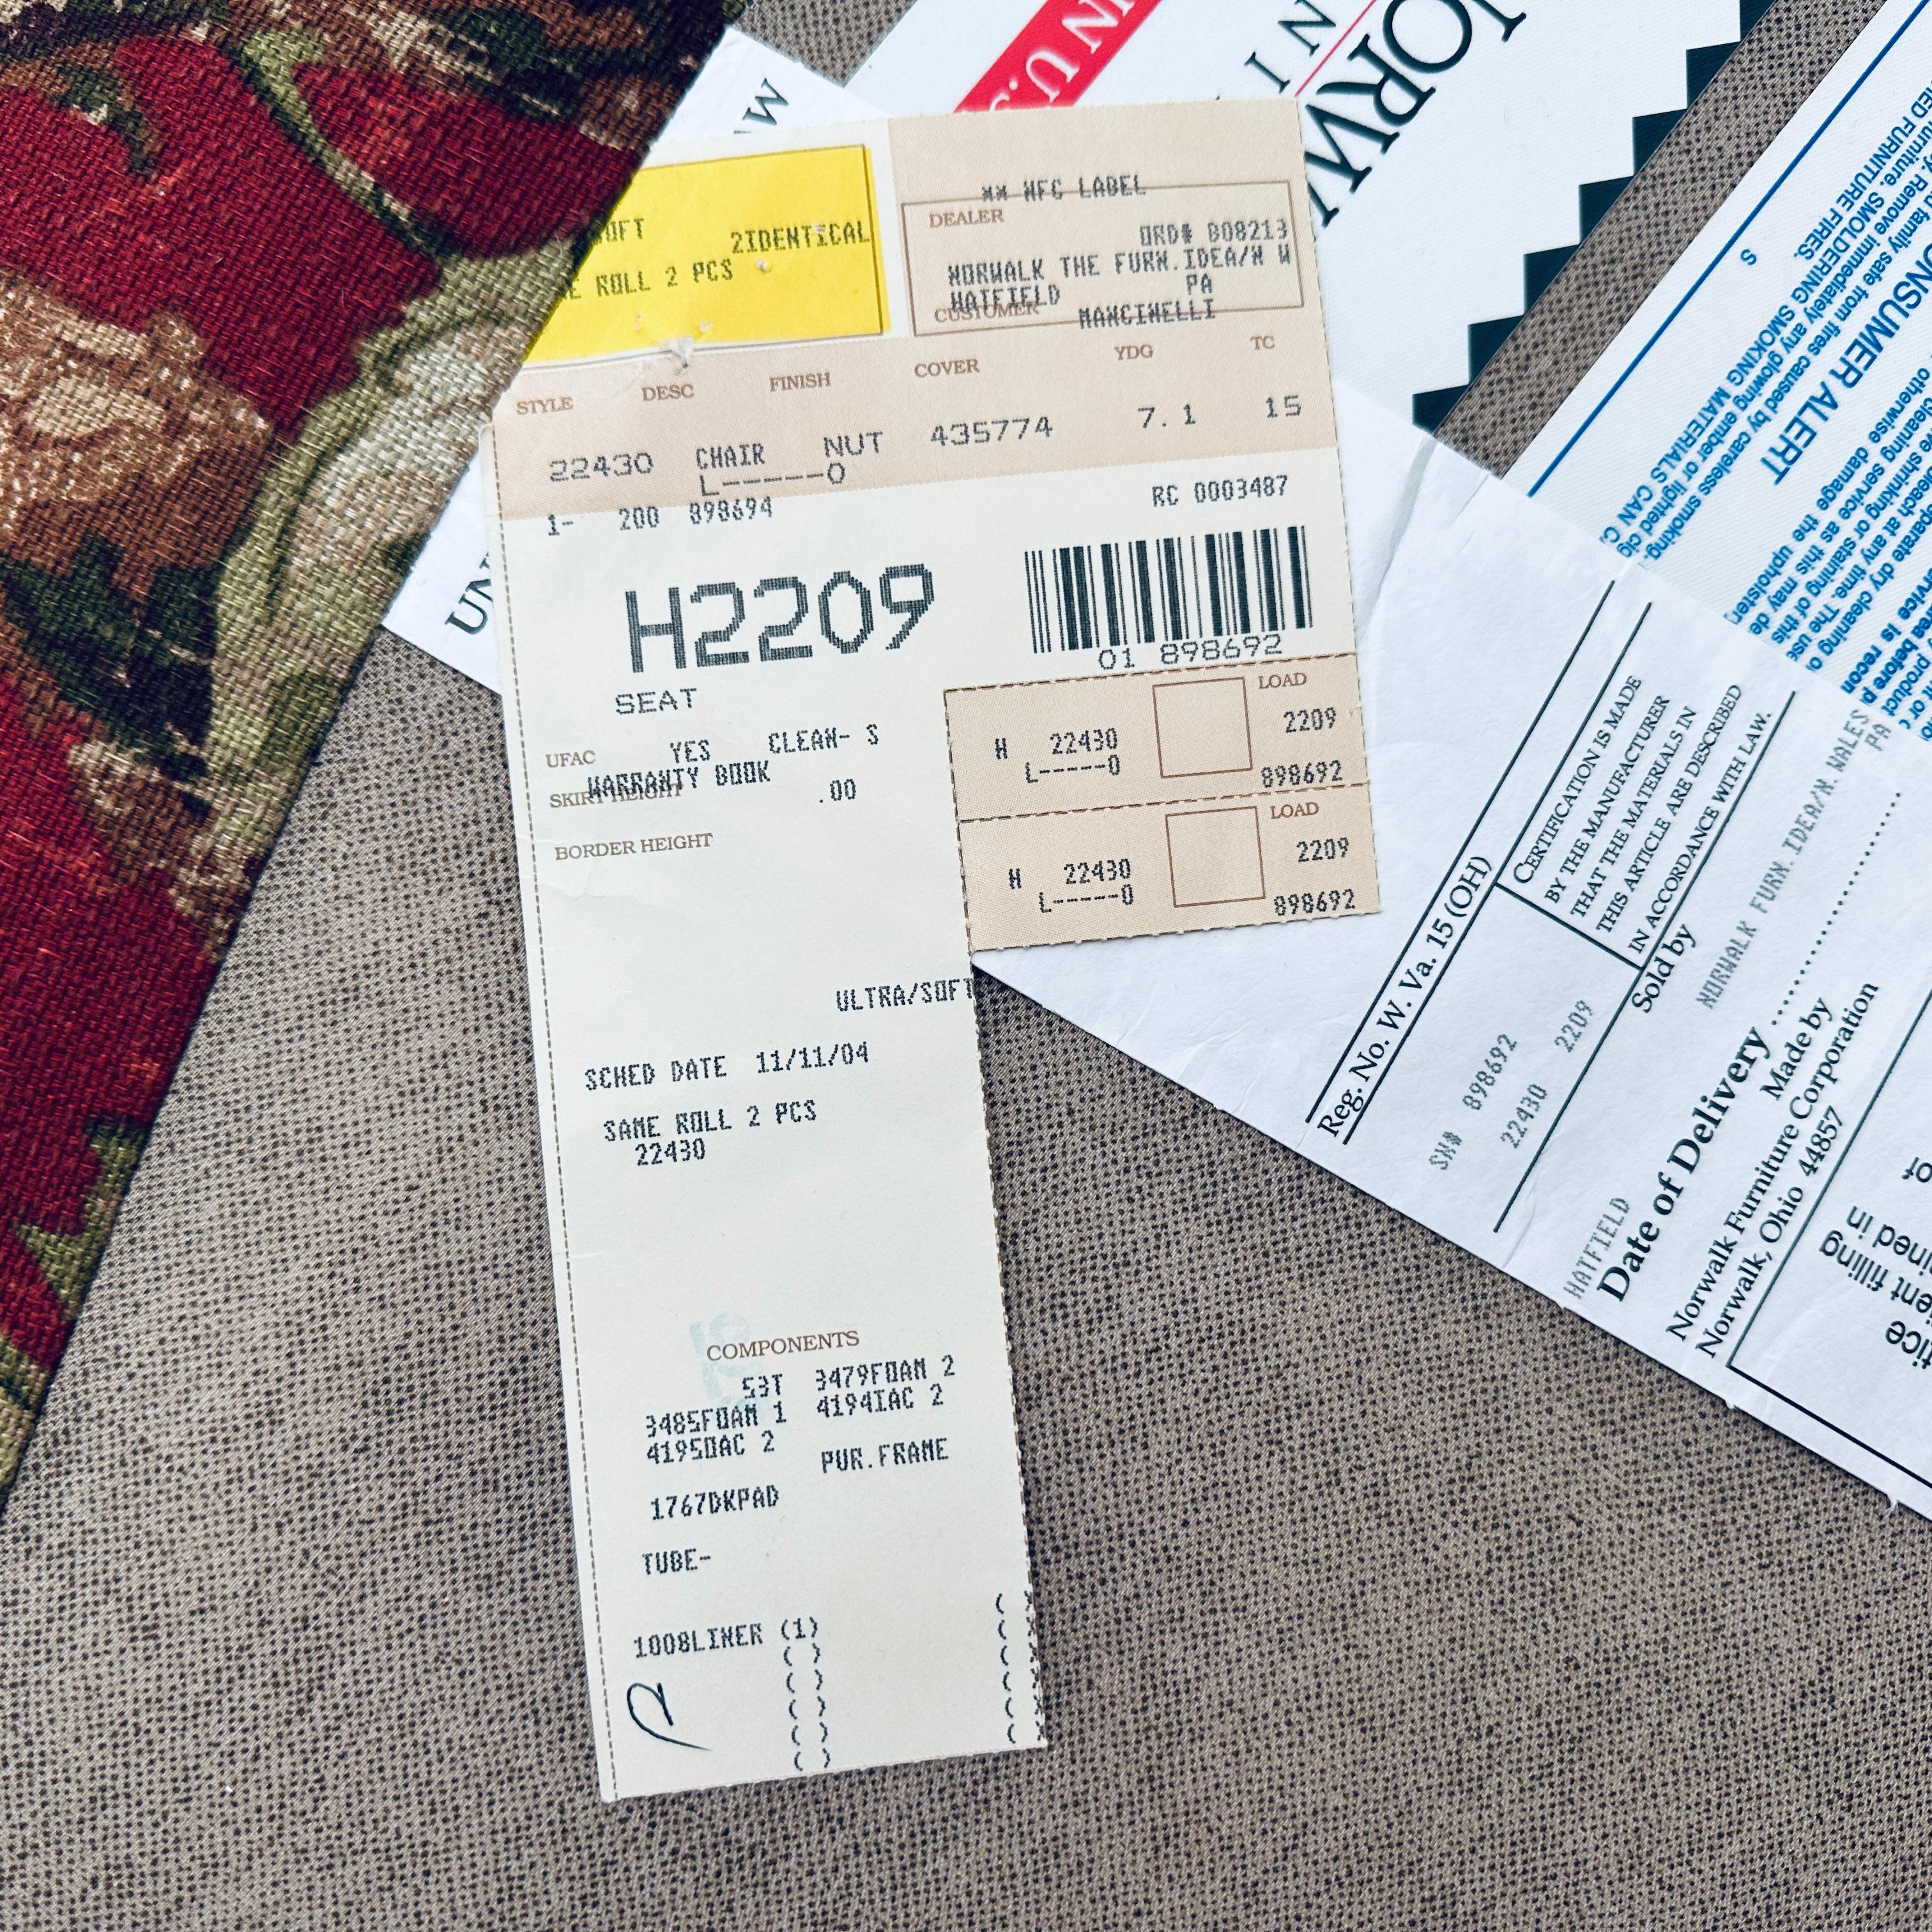 SOFT
2IDENTICAL
ROLL 2 PCS
** NFC LABEL
DEALER
ORD# B08213
NORWALK THE FURN.IDEA/N W
HATFIELD PA
CUSTOMER MANCINELLI
STYLE DESC FINISH COVER YDG TC
22430 CHAIR NUT 435774 7.1 15
L-----0
1- 200 898694
RC 0003487
H2209
01 898692
SEAT
UFAC YES CLEAN- S
WARRANTY BOOK
SKIRT HEIGHT .00
BORDER HEIGHT
LOAD
H 22430 2209
L-----0 898692
LOAD
H 22430 2209
L-----0 898692
ULTRA/SOFT
SCHED DATE 11/11/04
SAME ROLL 2 PCS
22430
COMPONENTS
53T 3479FOAM 2
3485FOAM 1 4194IAC 2
4195OAC 2
PUR.FRAME
1767DKPAD
TUBE-
1008LINER (1)
IN U.S.
NORW
CONSUMER ALERT
S
Reg. No. W. Va. 15 (OH)
CERTIFICATION IS MADE
BY THE MANUFACTURER
THAT THE MATERIALS IN
THIS ARTICLE ARE DESCRIBED
IN ACCORDANCE WITH LAW.
SN# 898692
22430 2209
Sold by
NORWALK FURN.IDEA/N.WALES
HATFIELD PA
Date of Delivery
Made by
Norwalk Furniture Corporation
Norwalk, Ohio 44857